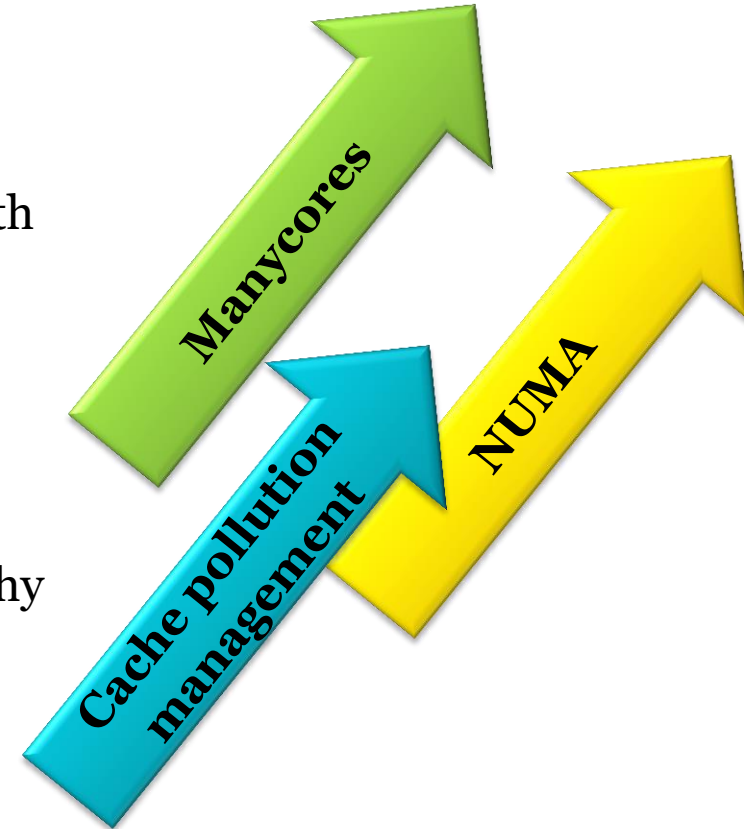 th
Manycores
NUMA
Cache pollution
management
hy